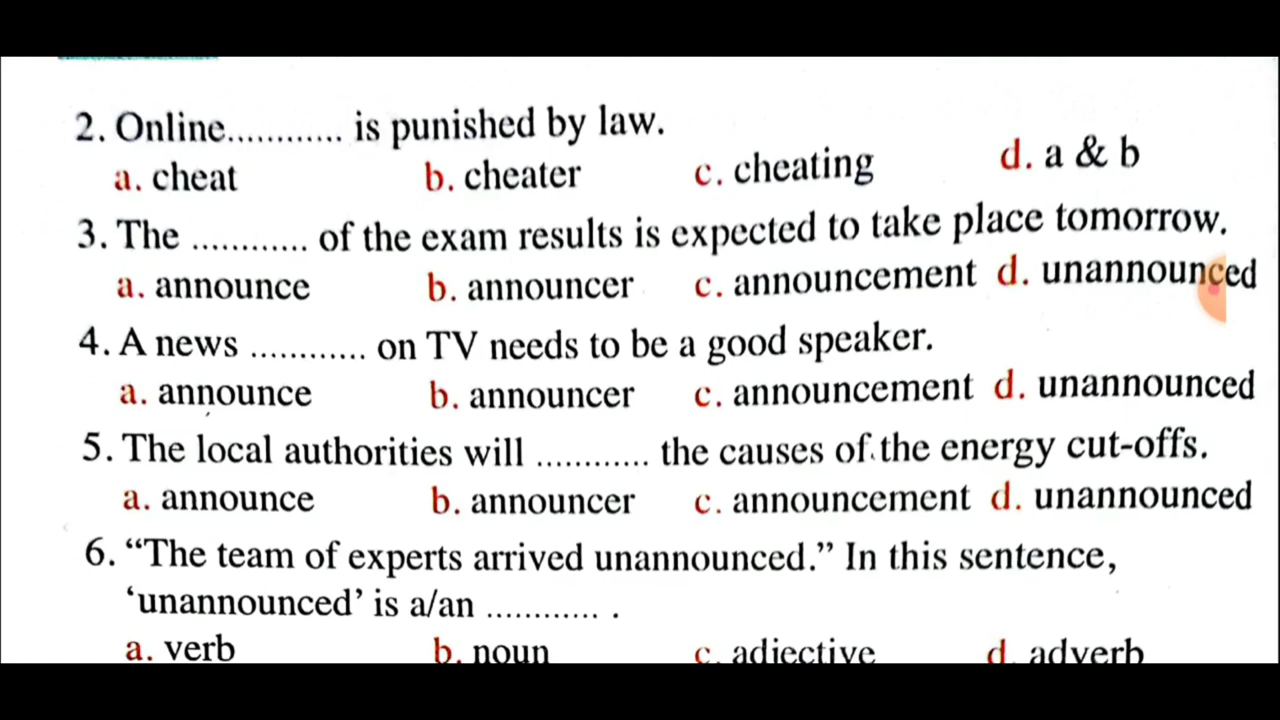 2. Online............ is punished by law.
a. cheat b. cheater c. cheating d. a & b
3. The ............ of the exam results is expected to take place tomorrow.
a. announce b. announcer c. announcement d. unannounced
4. A news ............ on TV needs to be a good speaker.
a. announce b. announcer c. announcement d. unannounced
5. The local authorities will ............ the causes of the energy cut-offs.
a. announce b. announcer c. announcement d. unannounced
6. “The team of experts arrived unannounced.” In this sentence,
‘unannounced’ is a/an ............ .
a. verb b. noun c. adjective d. adverb